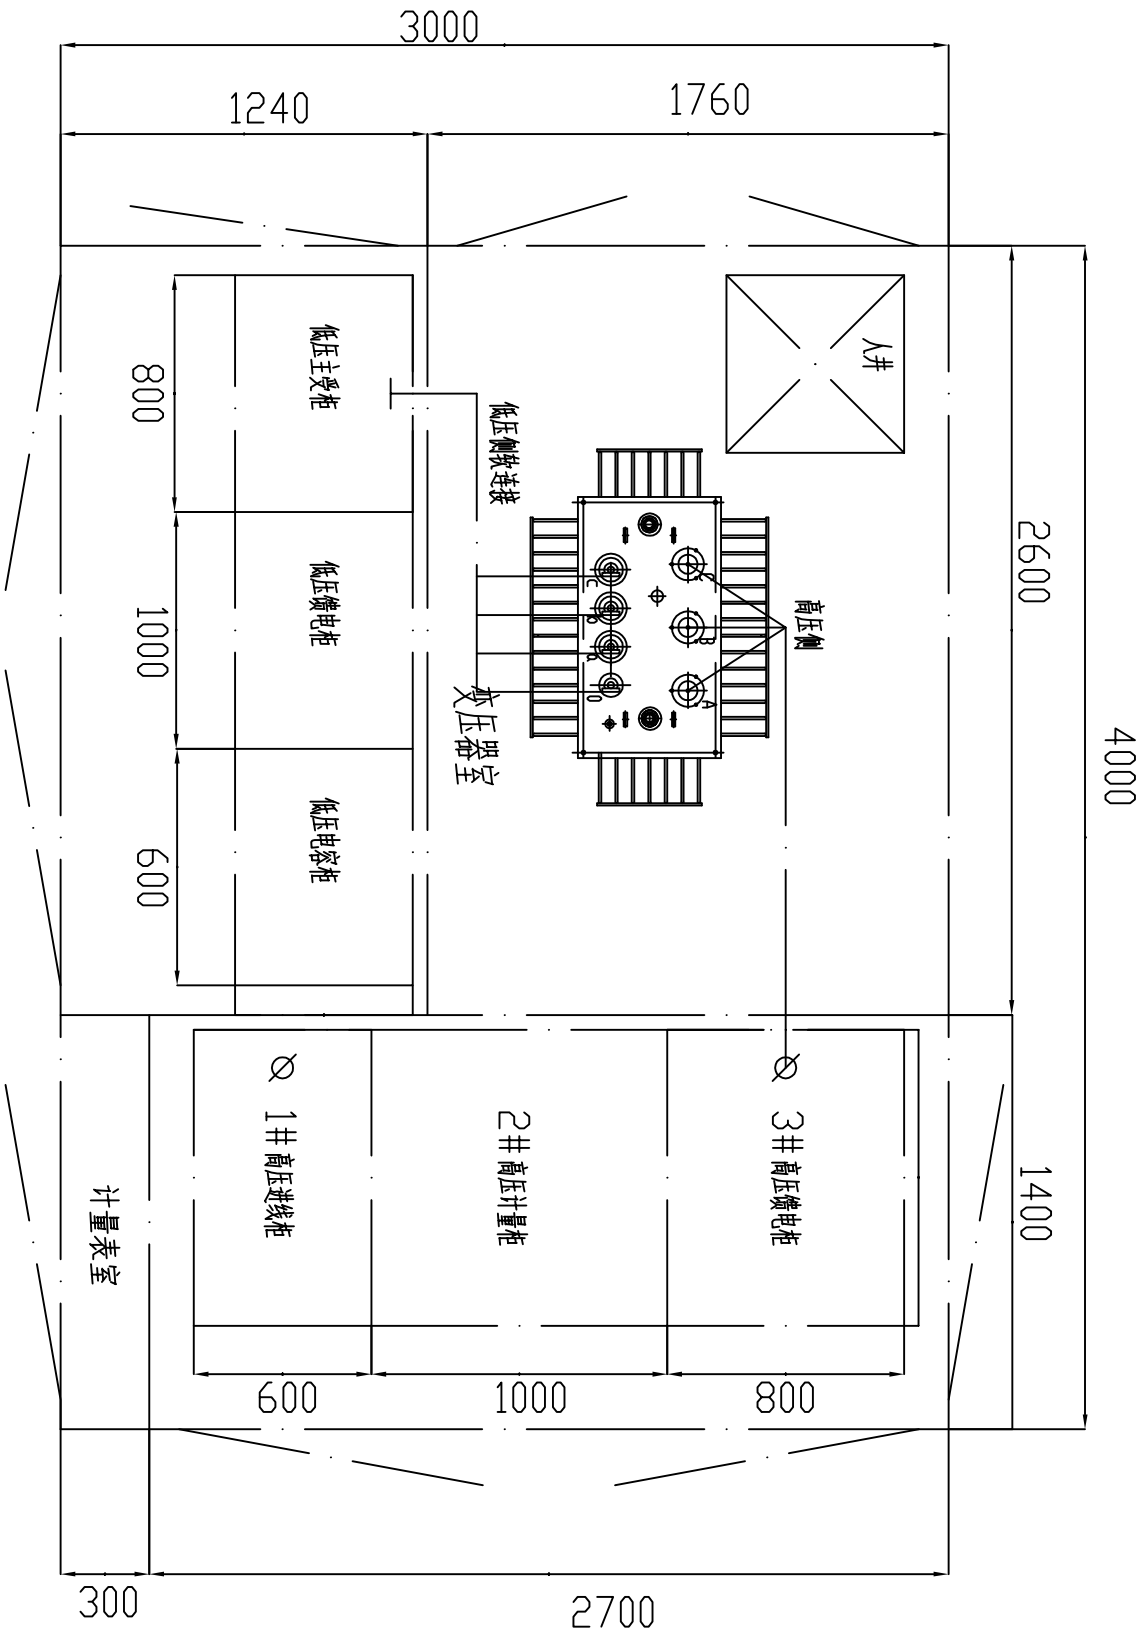 3000
1240
1760
人井
低压主受柜
800
低压侧软连接
2600
低压馈电柜
1000
高压侧
C
B
A
c
b
a
0
变压器室
4000
低压电容柜
600
1# 高压进线柜
2# 高压计量柜
3# 高压馈电柜
1400
计量表室
600
1000
800
300
2700